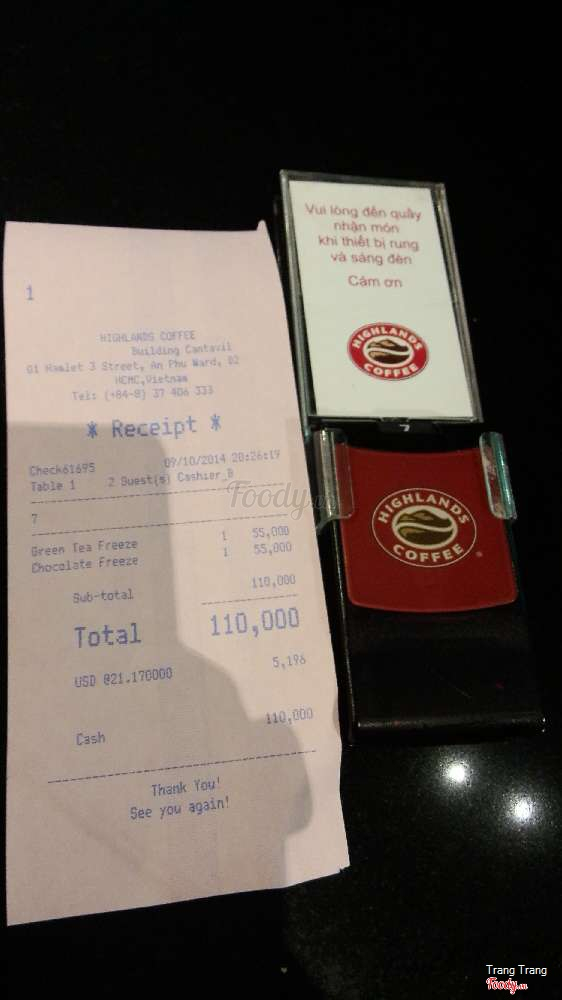 1
HIGHLANDS COFFEE
Building Cantavil
01 Hamlet 3 Street, An Phu Ward, D2
HCMC,Vietnam
Tel: (+84-8) 37 406 333
* Receipt *
Check61695 09/10/2014 20:26:19
Table 1 2 Guest(s) Cashier_B
7
Green Tea Freeze 1 55,000
Chocolate Freeze 1 55,000
Sub-total 110,000
Total 110,000
USD @21.170000 5,196
Cash 110,000
Thank You!
See you again!
Vui lòng đến quầy
nhận món
khi thiết bị rung
và sáng đèn
Cảm ơn
HIGHLANDS
COFFEE
7
HIGHLANDS
COFFEE
®
Foody.vn
Trang Trang
Foody.vn